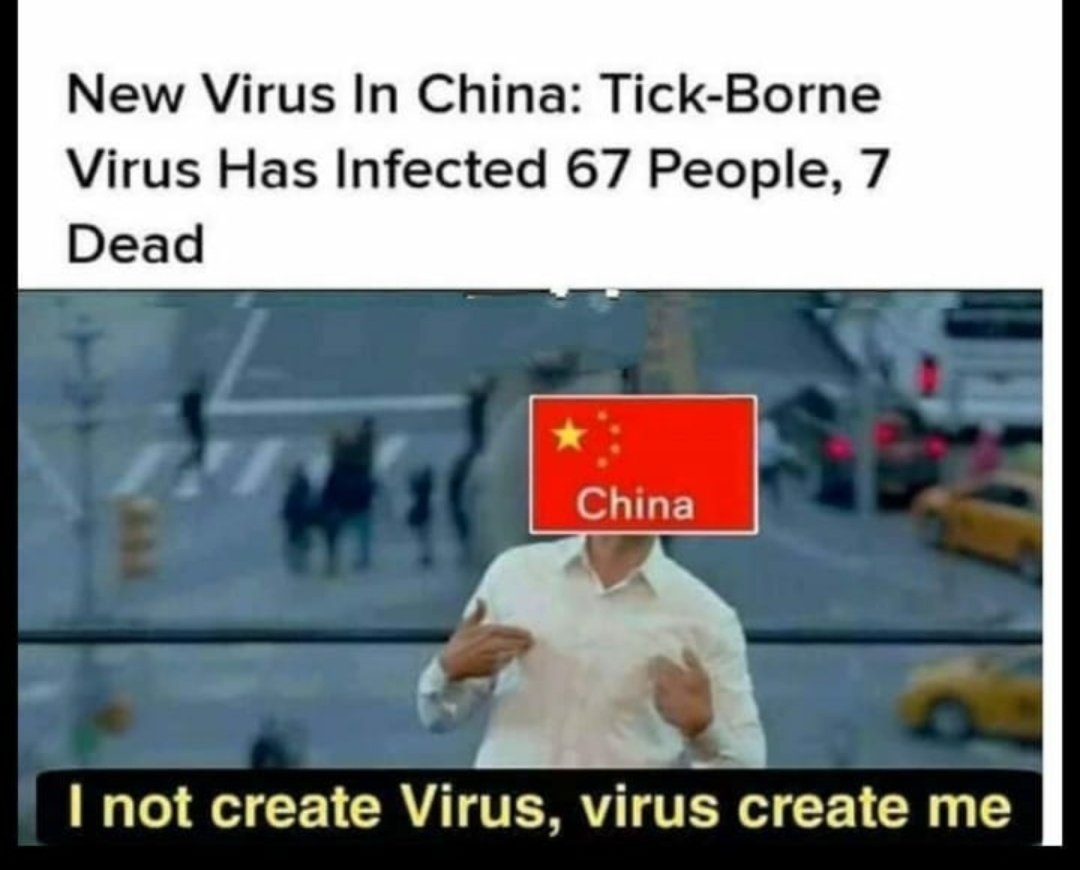 New Virus In China: Tick-Borne
Virus Has Infected 67 People, 7
Dead
China
I not create Virus, virus create me